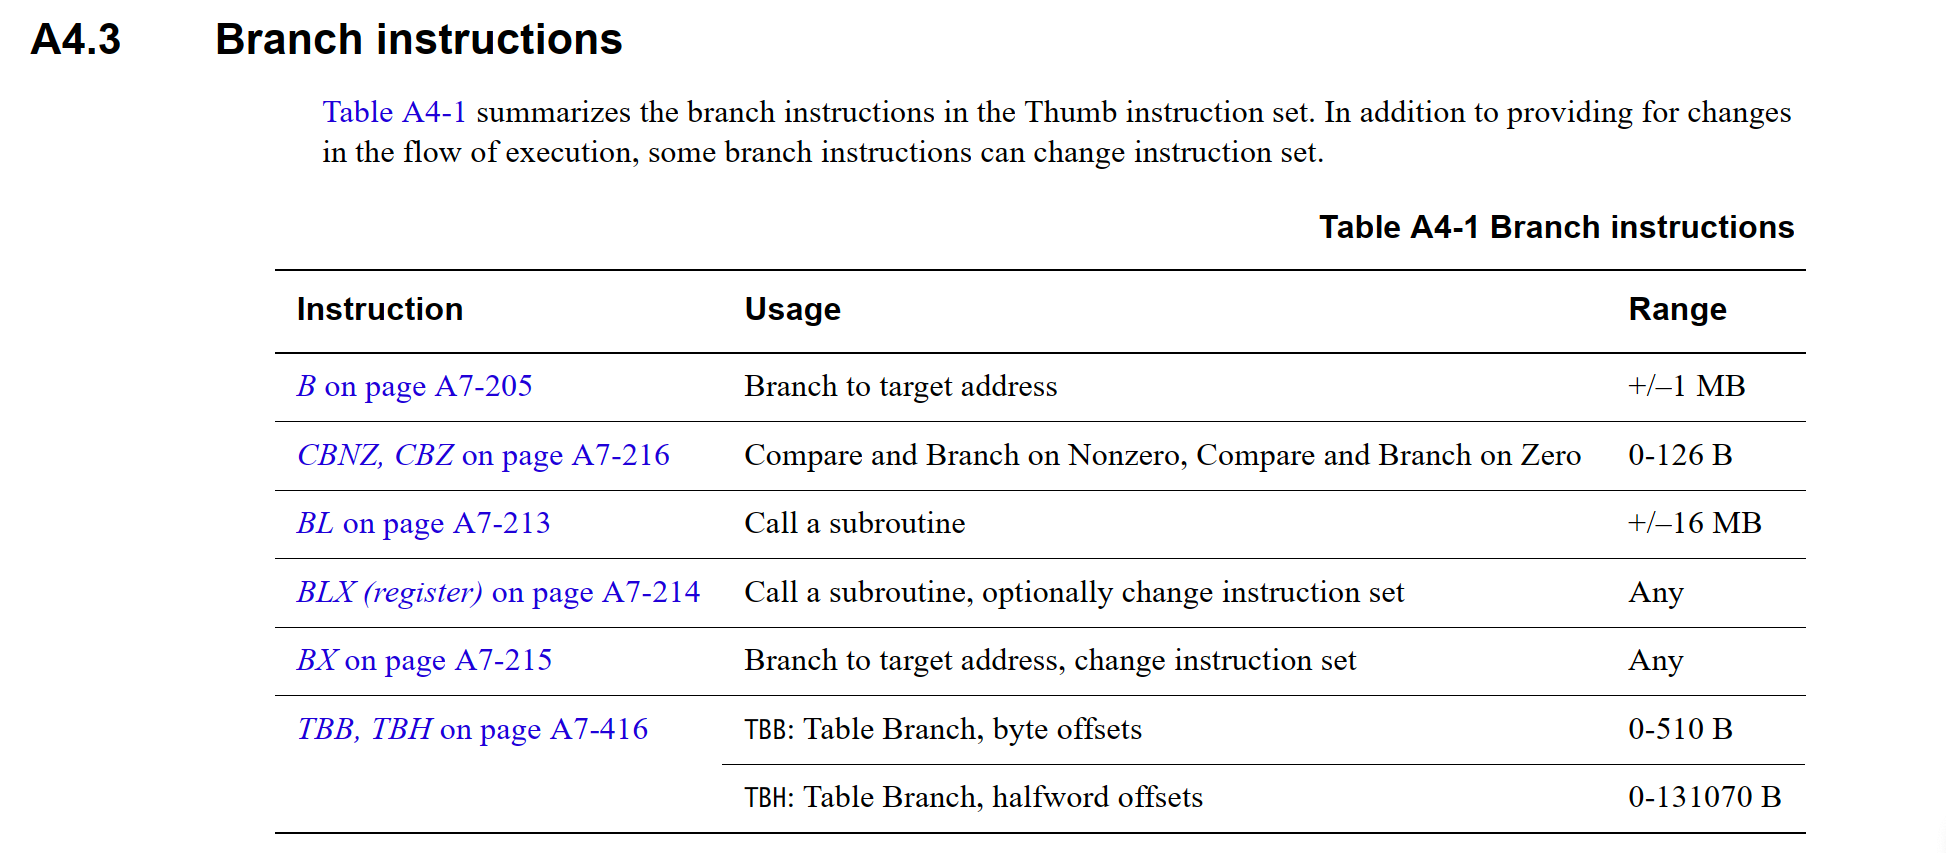 A4.3 Branch instructions
Table A4-1 summarizes the branch instructions in the Thumb instruction set. In addition to providing for changes
in the flow of execution, some branch instructions can change instruction set.
Table A4-1 Branch instructions
Instruction Usage Range
B on page A7-205 Branch to target address +/–1 MB
CBNZ, CBZ on page A7-216 Compare and Branch on Nonzero, Compare and Branch on Zero 0-126 B
BL on page A7-213 Call a subroutine +/–16 MB
BLX (register) on page A7-214 Call a subroutine, optionally change instruction set Any
BX on page A7-215 Branch to target address, change instruction set Any
TBB, TBH on page A7-416 TBB: Table Branch, byte offsets 0-510 B
TBH: Table Branch, halfword offsets 0-131070 B